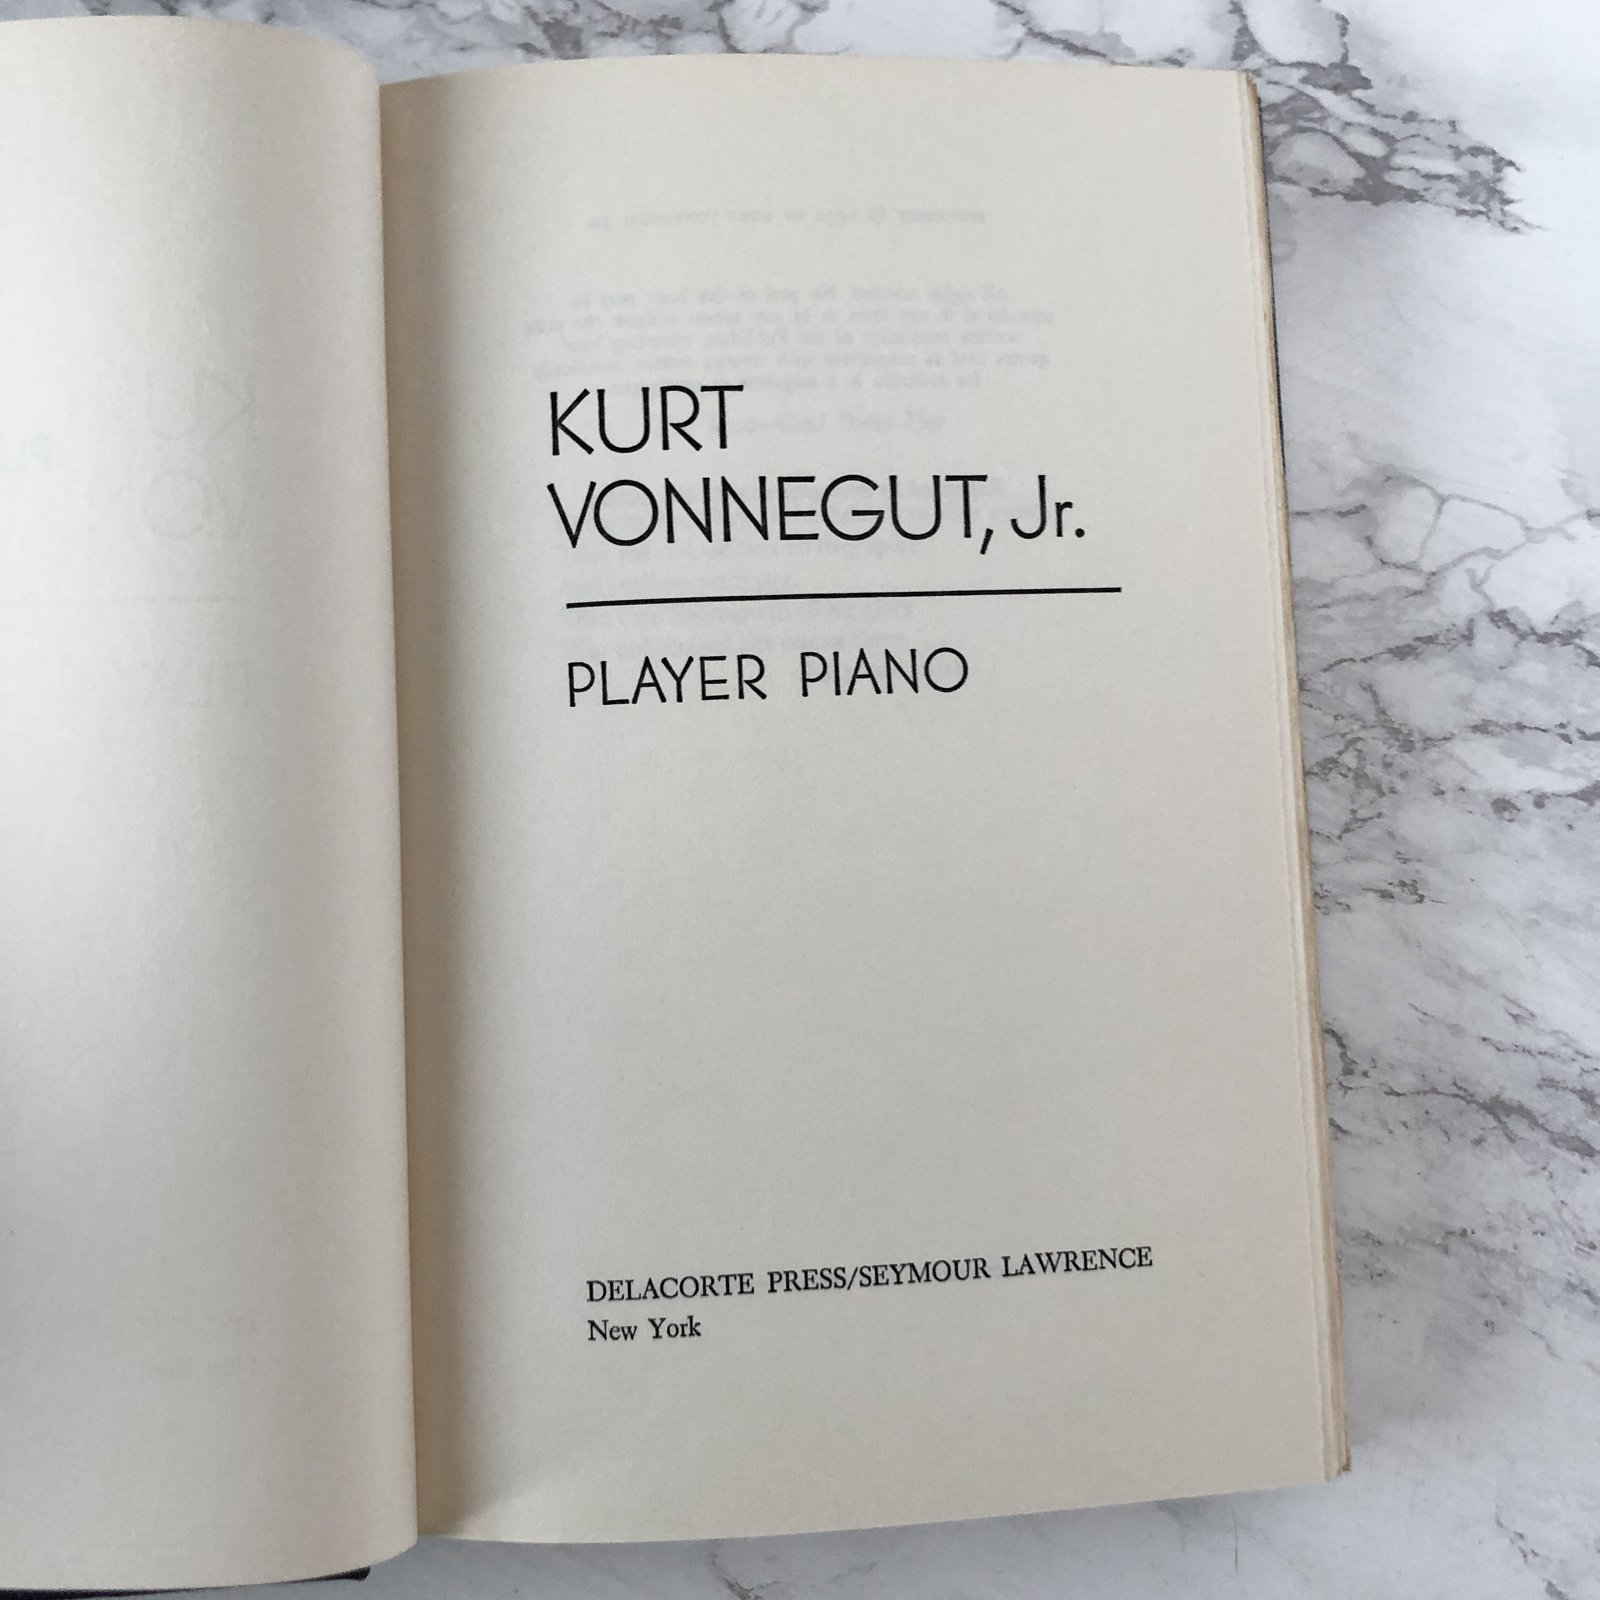 KURT
VONNEGUT, Jr.
PLAYER PIANO
DELACORTE PRESS/SEYMOUR LAWRENCE
New York